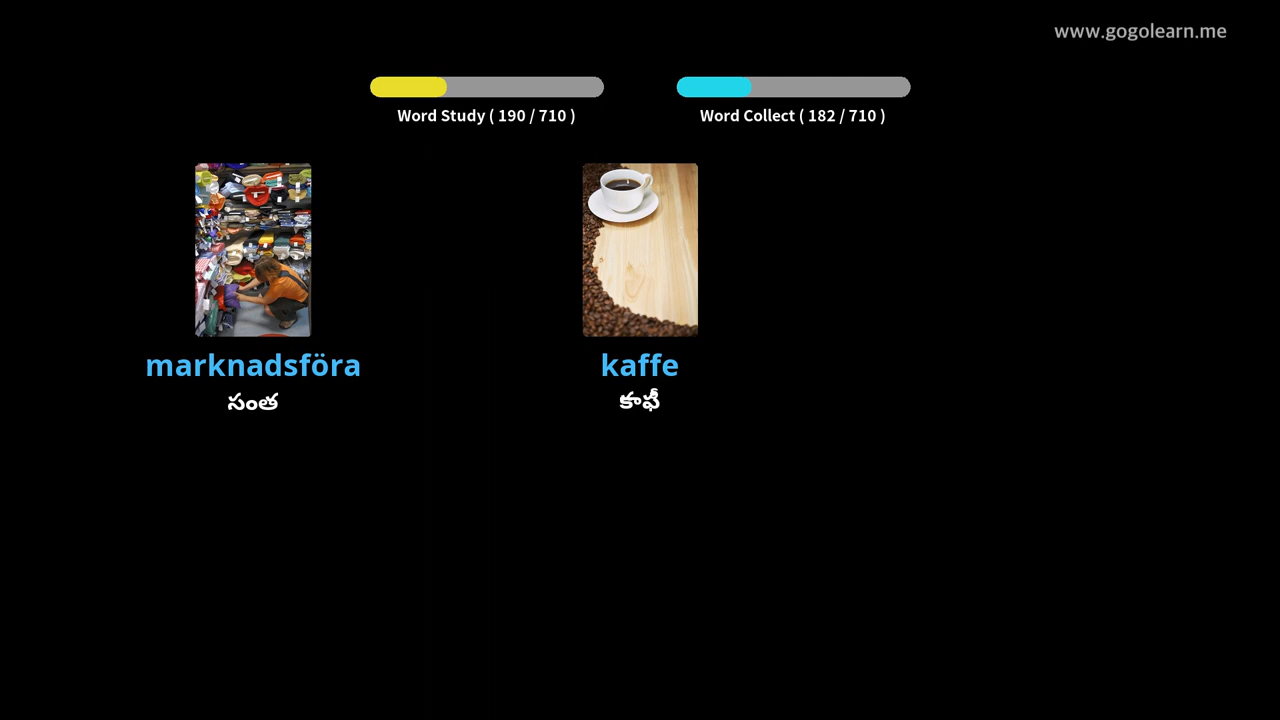 www.gogolearn.me
Word Study ( 190 / 710 )
Word Collect ( 182 / 710 )
marknadsföra
సంత
kaffe
కాఫీ